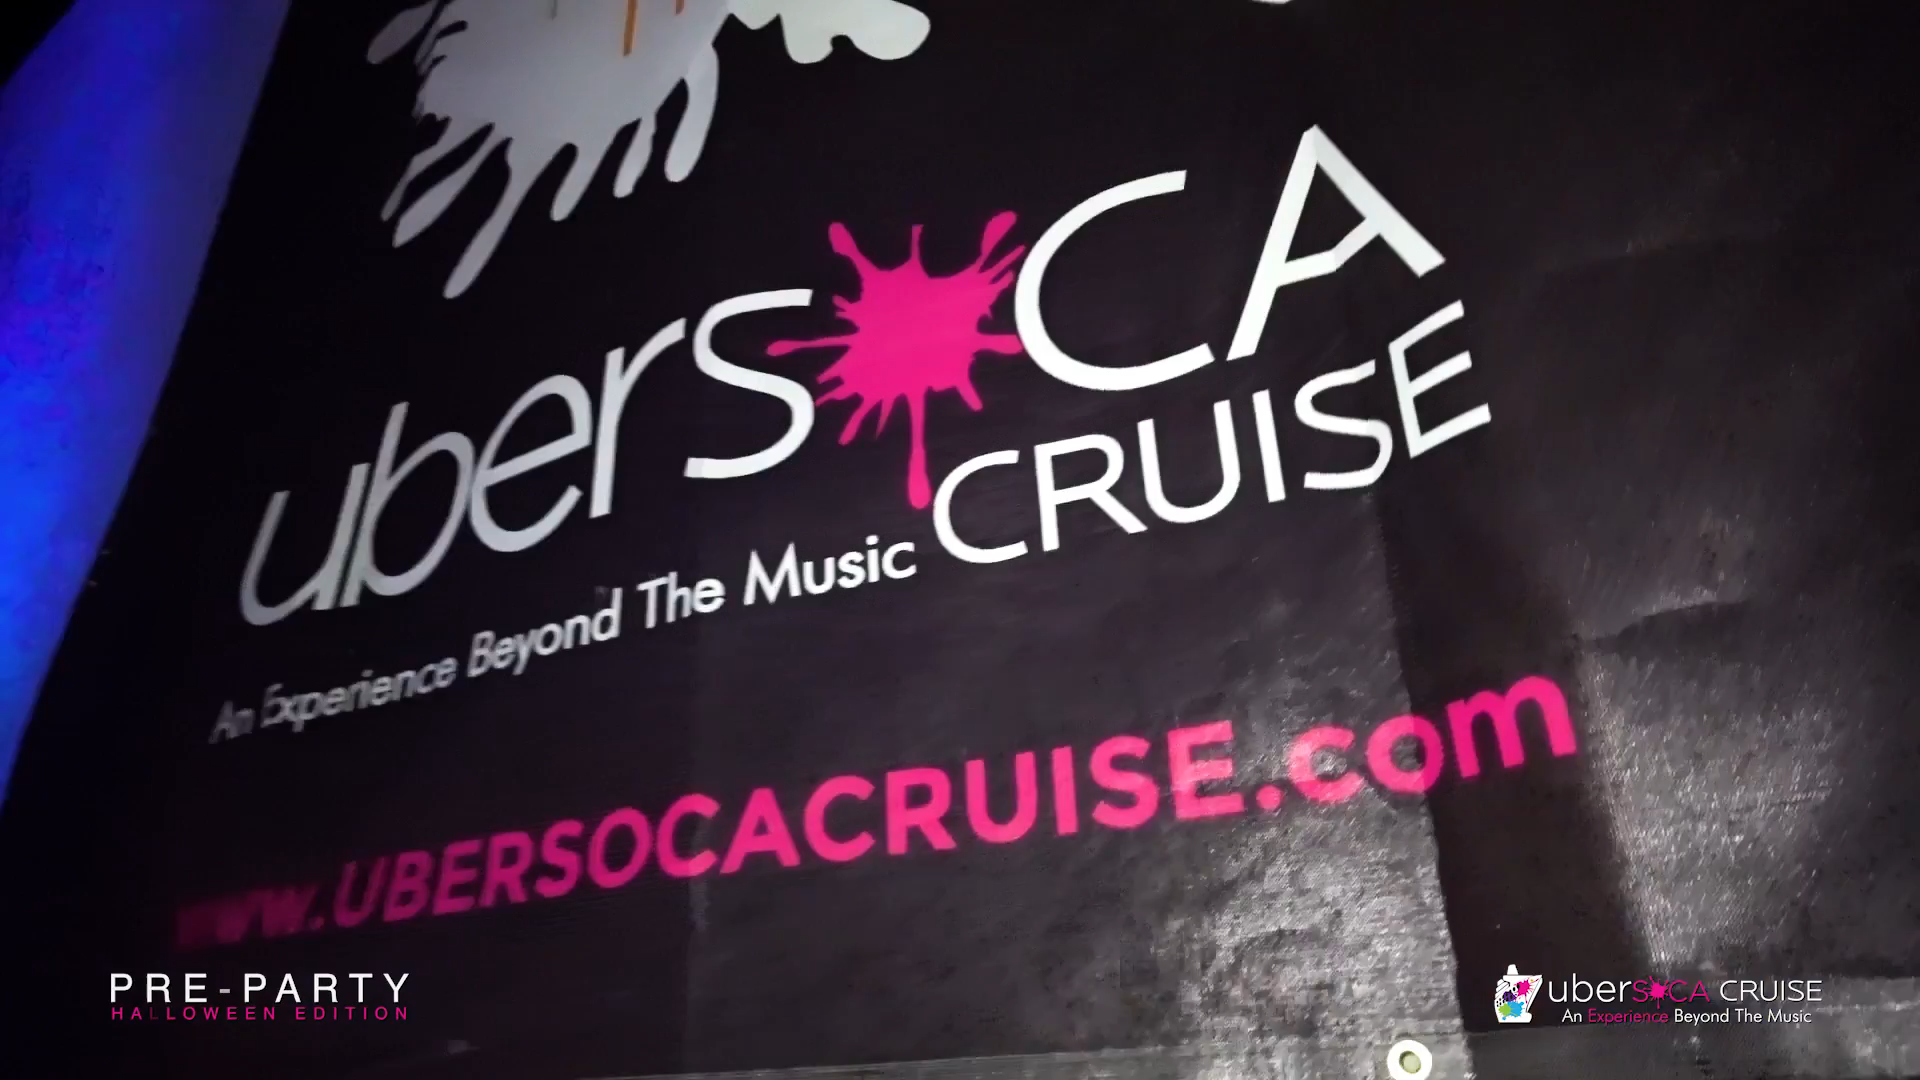 uberSOCA
CRUISE
An Experience Beyond The Music
www.UBERSOCACRUISE.com
PRE-PARTY
HALLOWEEN EDITION
uberSOCA CRUISE
An Experience Beyond The Music